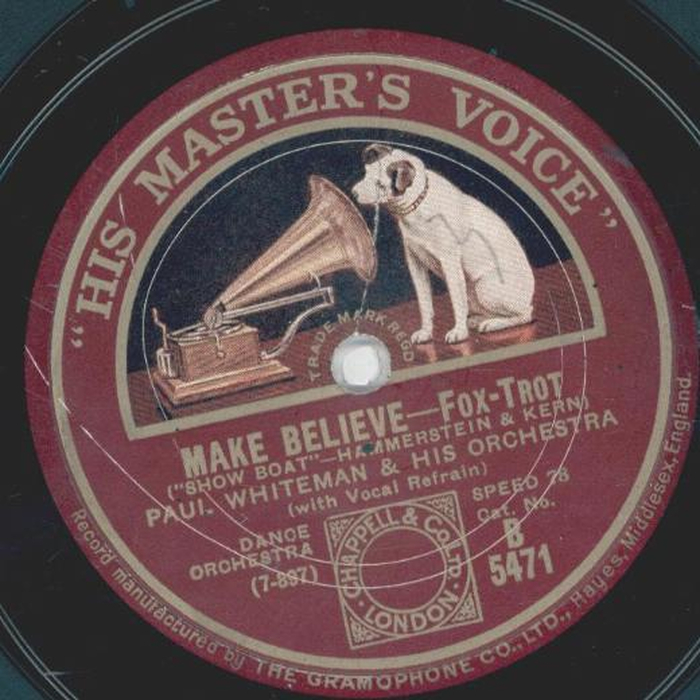 "HIS MASTER'S VOICE"
TRADE MARK REGD
MAKE BELIEVE—FOX-TROT
("SHOW BOAT"—HAMMERSTEIN & KERN)
PAUL WHITEMAN & HIS ORCHESTRA
(with Vocal Refrain)
DANCE
ORCHESTRA
(7-897)
CHAPPELL & CO. LTD.
· LONDON ·
SPEED 78
Cat. No.
B
5471
Record manufactured by THE GRAMOPHONE CO., LTD., Hayes, Middlesex, England.